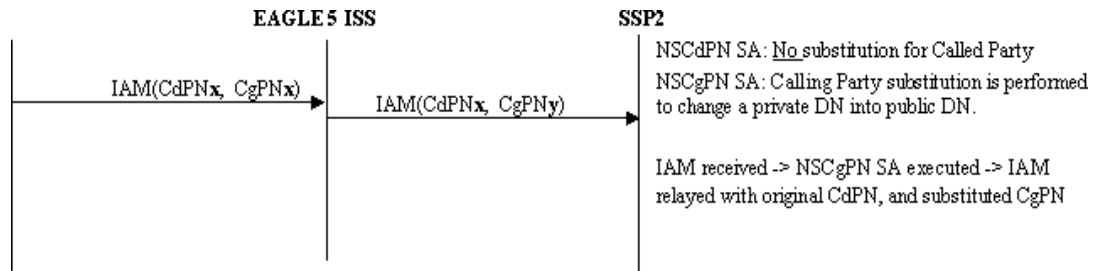 EAGLE 5 ISS
SSP2
NSCdPN SA: No substitution for Called Party
NSCgPN SA: Calling Party substitution is performed
to change a private DN into public DN.
IAM(CdPNx, CgPNx)
IAM(CdPNx, CgPNy)
IAM received -> NSCgPN SA executed -> IAM
relayed with original CdPN, and substituted CgPN